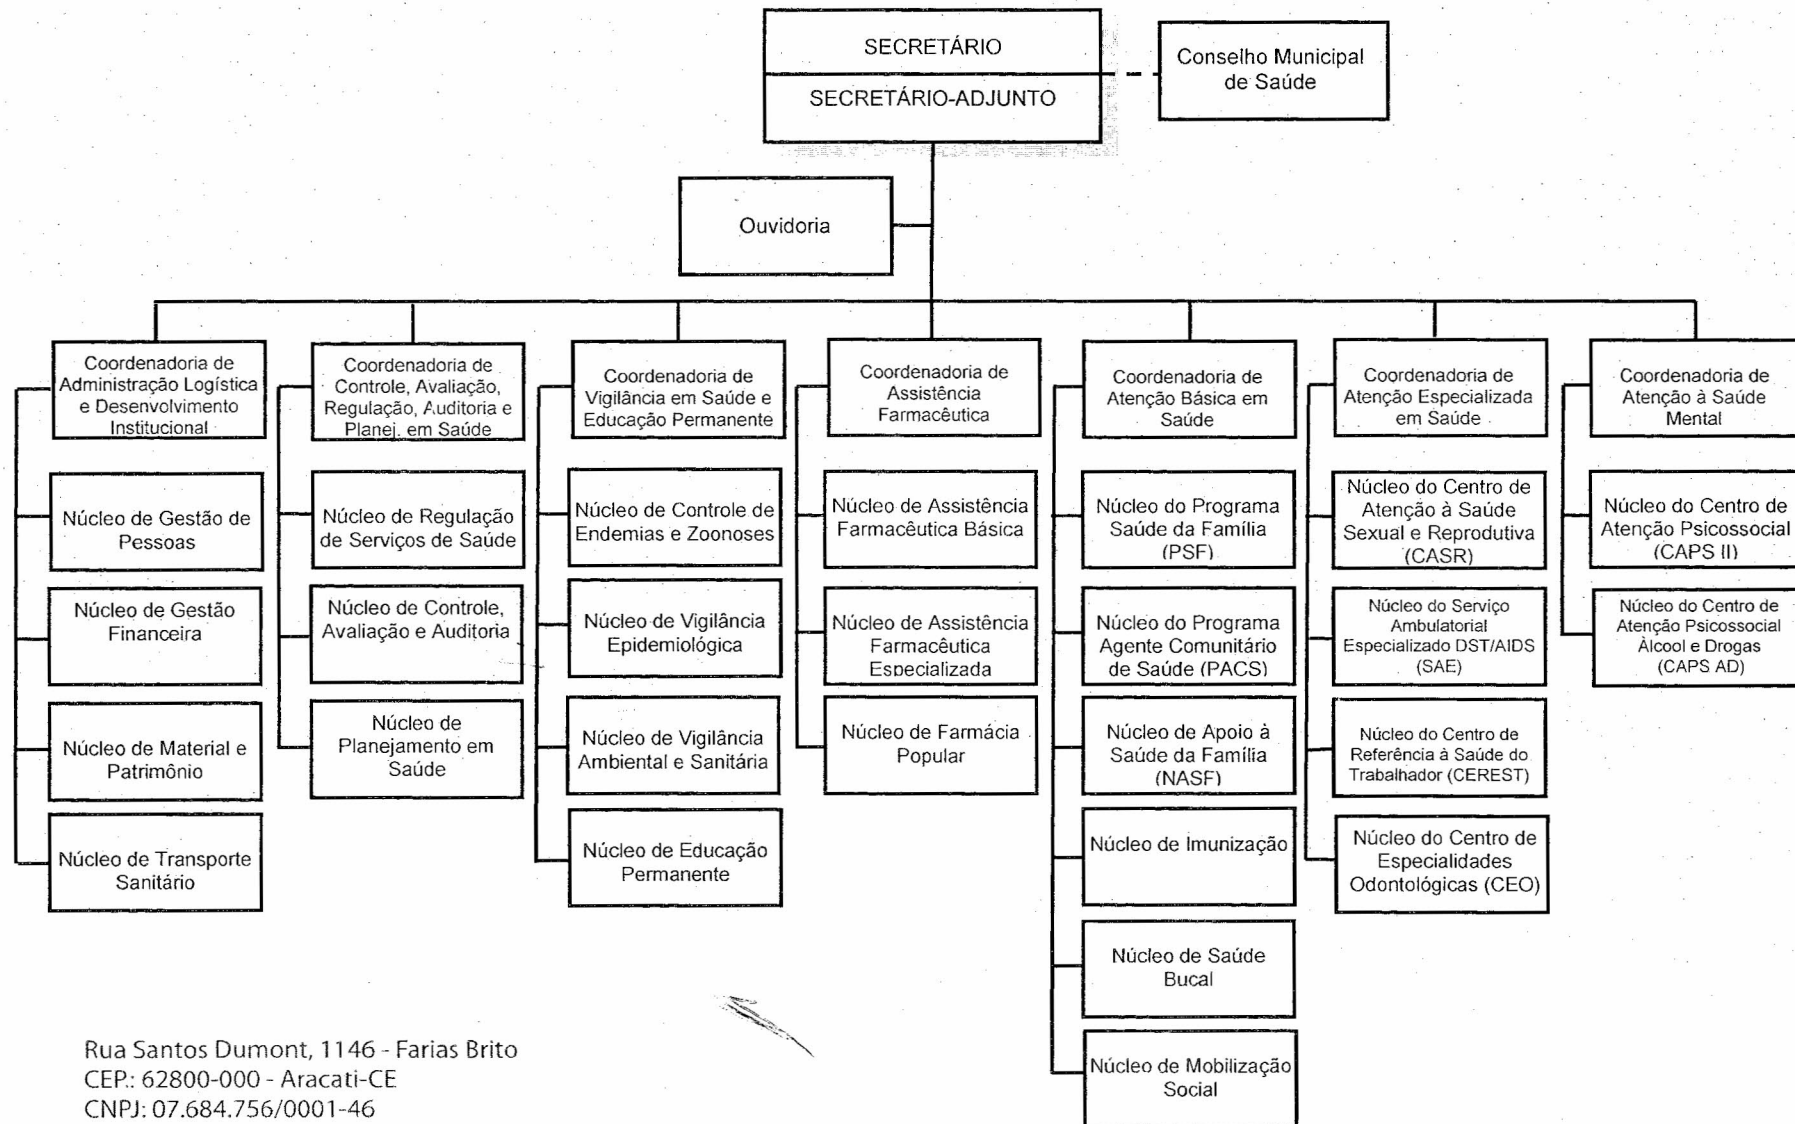 SECRETÁRIO
SECRETÁRIO-ADJUNTO
Conselho Municipal
de Saúde
Ouvidoria
Coordenadoria de
Administração Logística
e Desenvolvimento
Institucional
Núcleo de Gestão de
Pessoas
Núcleo de Gestão
Financeira
Núcleo de Material e
Patrimônio
Núcleo de Transporte
Sanitário
Coordenadoria de
Controle, Avaliação,
Regulação, Auditoria e
Planej. em Saúde
Núcleo de Regulação
de Serviços de Saúde
Núcleo de Controle,
Avaliação e Auditoria
Núcleo de
Planejamento em
Saúde
Coordenadoria de
Vigilância em Saúde e
Educação Permanente
Núcleo de Controle de
Endemias e Zoonoses
Núcleo de Vigilância
Epidemiológica
Núcleo de Vigilância
Ambiental e Sanitária
Núcleo de Educação
Permanente
Coordenadoria de
Assistência
Farmacêutica
Núcleo de Assistência
Farmacêutica Básica
Núcleo de Assistência
Farmacêutica
Especializada
Núcleo de Farmácia
Popular
Coordenadoria de
Atenção Básica em
Saúde
Núcleo do Programa
Saúde da Família
(PSF)
Núcleo do Programa
Agente Comunitário
de Saúde (PACS)
Núcleo de Apoio à
Saúde da Família
(NASF)
Núcleo de Imunização
Núcleo de Saúde
Bucal
Núcleo de Mobilização
Social
Coordenadoria de
Atenção Especializada
em Saúde
Núcleo do Centro de
Atenção à Saúde
Sexual e Reprodutiva
(CASR)
Núcleo do Serviço
Ambulatorial
Especializado DST/AIDS
(SAE)
Núcleo do Centro de
Referência à Saúde do
Trabalhador (CEREST)
Núcleo do Centro de
Especialidades
Odontológicas (CEO)
Coordenadoria de
Atenção à Saúde
Mental
Núcleo do Centro de
Atenção Psicossocial
(CAPS II)
Núcleo do Centro de
Atenção Psicossocial
Àlcool e Drogas
(CAPS AD)
Rua Santos Dumont, 1146 - Farias Brito
CEP.: 62800-000 - Aracati-CE
CNPJ: 07.684.756/0001-46